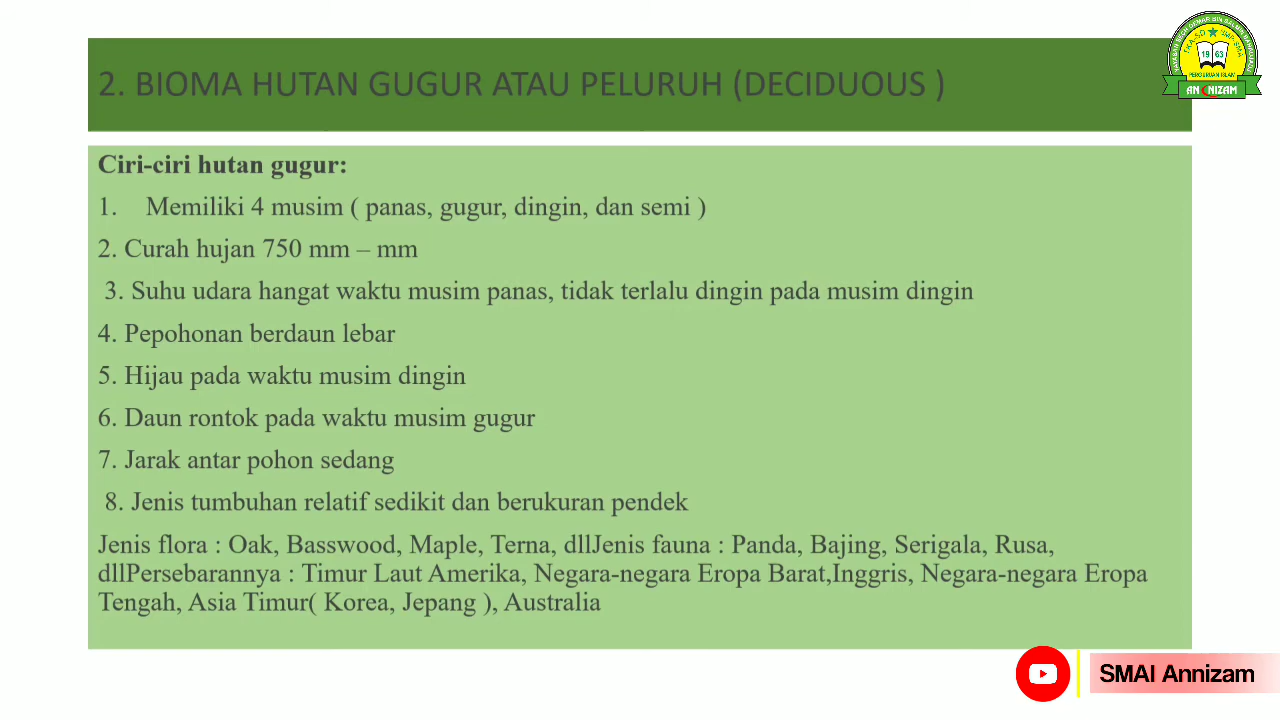 2. BIOMA HUTAN GUGUR ATAU PELURUH (DECIDUOUS )
Ciri-ciri hutan gugur:
1. Memiliki 4 musim ( panas, gugur, dingin, dan semi )
2. Curah hujan 750 mm – mm
3. Suhu udara hangat waktu musim panas, tidak terlalu dingin pada musim dingin
4. Pepohonan berdaun lebar
5. Hijau pada waktu musim dingin
6. Daun rontok pada waktu musim gugur
7. Jarak antar pohon sedang
8. Jenis tumbuhan relatif sedikit dan berukuran pendek
Jenis flora : Oak, Basswood, Maple, Terna, dllJenis fauna : Panda, Bajing, Serigala, Rusa,
dllPersebarannya : Timur Laut Amerika, Negara-negara Eropa Barat,Inggris, Negara-negara Eropa
Tengah, Asia Timur( Korea, Jepang ), Australia
19 63
PERGURUAN ISLAM
AN NIZAM
SMAI Annizam